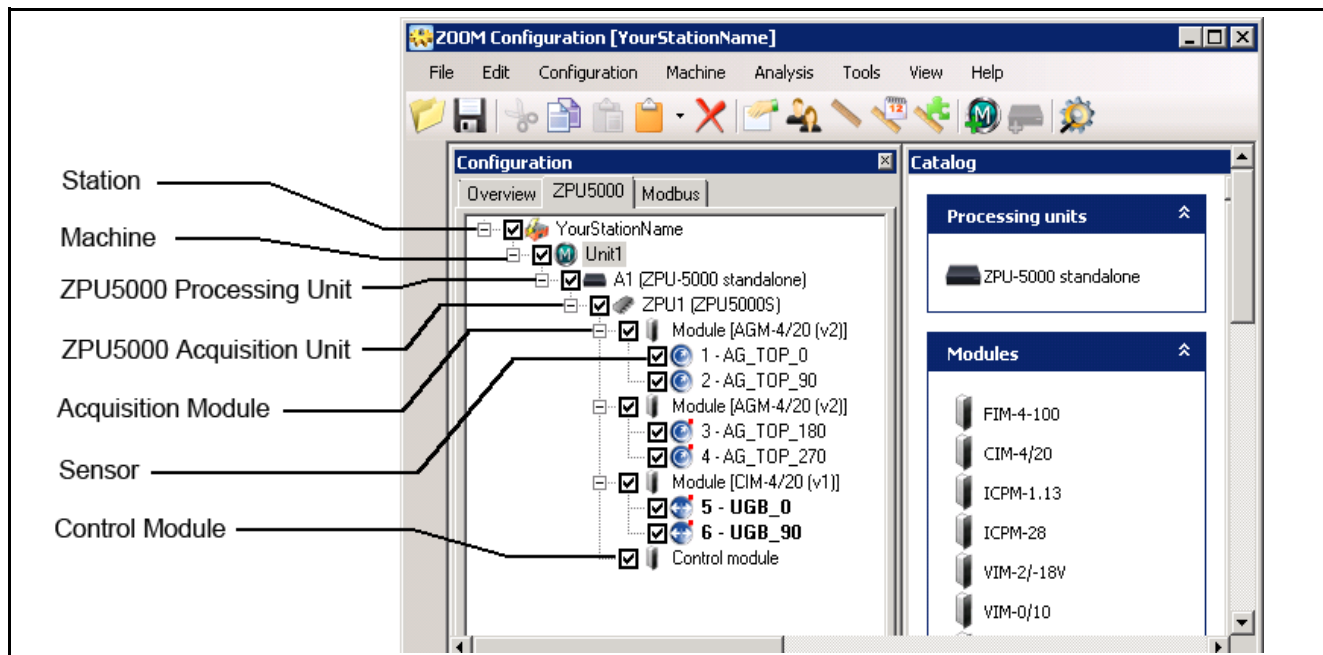 ZOOM Configuration [YourStationName]
File Edit Configuration Machine Analysis Tools View Help
12
M
Configuration
Catalog
Overview ZPU5000 Modbus
Station
Machine
ZPU5000 Processing Unit
ZPU5000 Acquisition Unit
Acquisition Module
Sensor
Control Module
YourStationName
M Unit1
A1 (ZPU-5000 standalone)
ZPU1 (ZPU5000S)
Module [AGM-4/20 (v2)]
1 - AG_TOP_0
2 - AG_TOP_90
Module [AGM-4/20 (v2)]
3 - AG_TOP_180
4 - AG_TOP_270
Module [CIM-4/20 (v1)]
5 - UGB_0
6 - UGB_90
Control module
Processing units
ZPU-5000 standalone
Modules
FIM-4-100
CIM-4/20
ICPM-1.13
ICPM-28
VIM-2/-18V
VIM-0/10